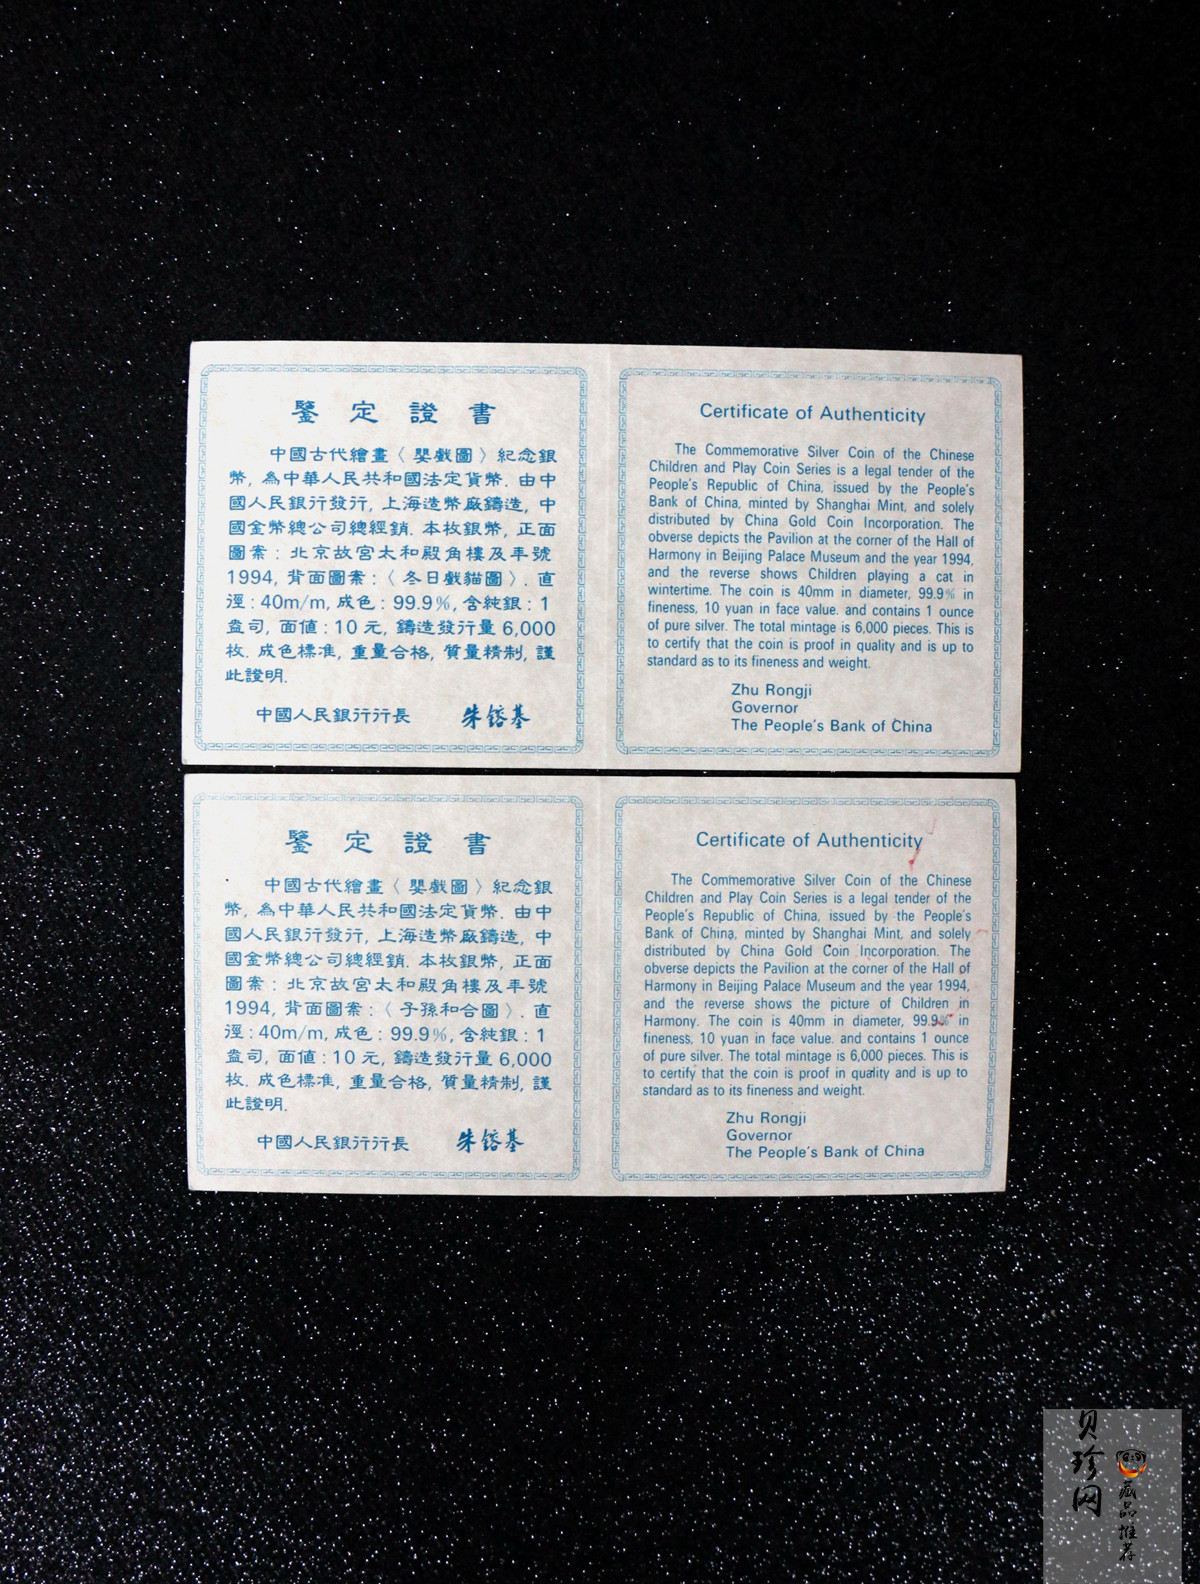 鑒定證書
中國古代繪畫〈嬰戲圖〉紀念銀
幣, 為中華人民共和國法定貨幣. 由中
國人民銀行發行, 上海造幣廠鑄造, 中
國金幣總公司總經銷. 本枚銀幣, 正面
圖案: 北京故宮太和殿角樓及年號
1994, 背面圖案:〈冬日戲貓圖〉. 直
徑: 40m/m, 成色: 99.9%, 含純銀: 1
盎司, 面值: 10元, 鑄造發行量6,000
枚. 成色標准, 重量合格, 質量精制, 謹
此證明.
中國人民銀行行長 朱鎔基
Certificate of Authenticity
The Commemorative Silver Coin of the Chinese
Children and Play Coin Series is a legal tender of the
People's Republic of China, issued by the People's
Bank of China, minted by Shanghai Mint, and solely
distributed by China Gold Coin Incorporation. The
obverse depicts the Pavilion at the corner of the Hall of
Harmony in Beijing Palace Museum and the year 1994,
and the reverse shows Children playing a cat in
wintertime. The coin is 40mm in diameter, 99.9% in
fineness, 10 yuan in face value. and contains 1 ounce
of pure silver. The total mintage is 6,000 pieces. This is
to certify that the coin is proof in quality and is up to
standard as to its fineness and weight.
Zhu Rongji
Governor
The People's Bank of China
鑒定證書
中國古代繪畫〈嬰戲圖〉紀念銀
幣, 為中華人民共和國法定貨幣. 由中
國人民銀行發行, 上海造幣廠鑄造, 中
國金幣總公司總經銷. 本枚銀幣, 正面
圖案: 北京故宮太和殿角樓及年號
1994, 背面圖案:〈子孫和合圖〉. 直
徑: 40m/m, 成色: 99.9%, 含純銀: 1
盎司, 面值: 10元, 鑄造發行量6,000
枚. 成色標准, 重量合格, 質量精制, 謹
此證明.
中國人民銀行行長 朱鎔基
Certificate of Authenticity
The Commemorative Silver Coin of the Chinese
Children and Play Coin Series is a legal tender of the
People's Republic of China, issued by the People's
Bank of China, minted by Shanghai Mint, and solely
distributed by China Gold Coin Incorporation. The
obverse depicts the Pavilion at the corner of the Hall of
Harmony in Beijing Palace Museum and the year 1994,
and the reverse shows the picture of Children in
Harmony. The coin is 40mm in diameter, 99.9% in
fineness, 10 yuan in face value. and contains 1 ounce
of pure silver. The total mintage is 6,000 pieces. This is
to certify that the coin is proof in quality and is up to
standard as to its fineness and weight.
Zhu Rongji
Governor
The People's Bank of China
贝珍网
藏品推荐